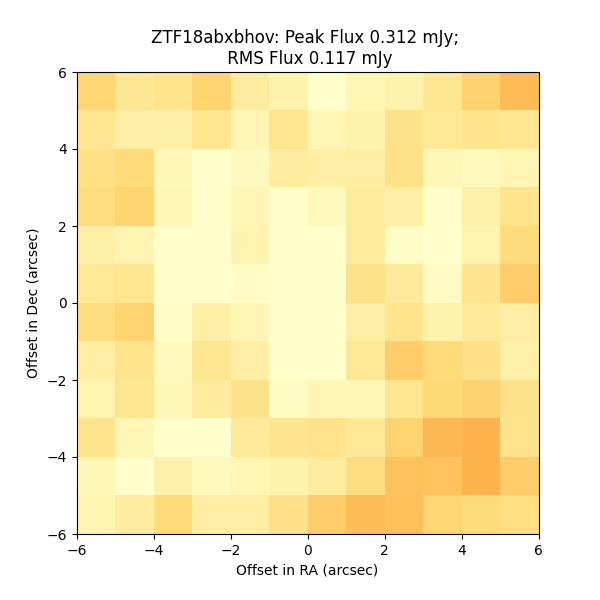 ZTF18abxbhov: Peak Flux 0.312 mJy;
RMS Flux 0.117 mJy
6
4
2
0
−2
−4
−6
Offset in Dec (arcsec)
−6 −4 −2 0 2 4 6
Offset in RA (arcsec)